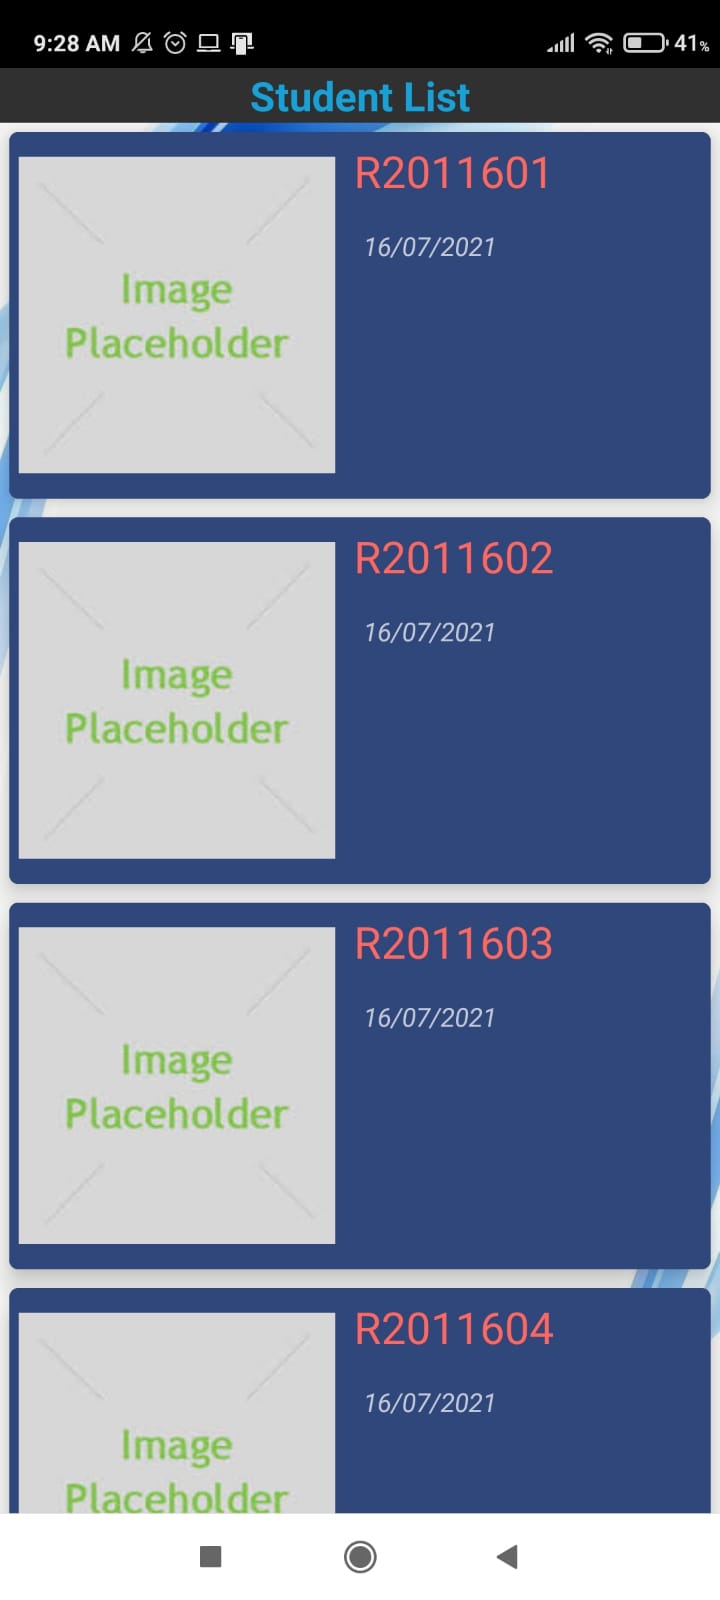 9:28 AM
41%
Student List
R2011601
16/07/2021
Image
Placeholder
R2011602
16/07/2021
Image
Placeholder
R2011603
16/07/2021
Image
Placeholder
R2011604
16/07/2021
Image
Placeholder